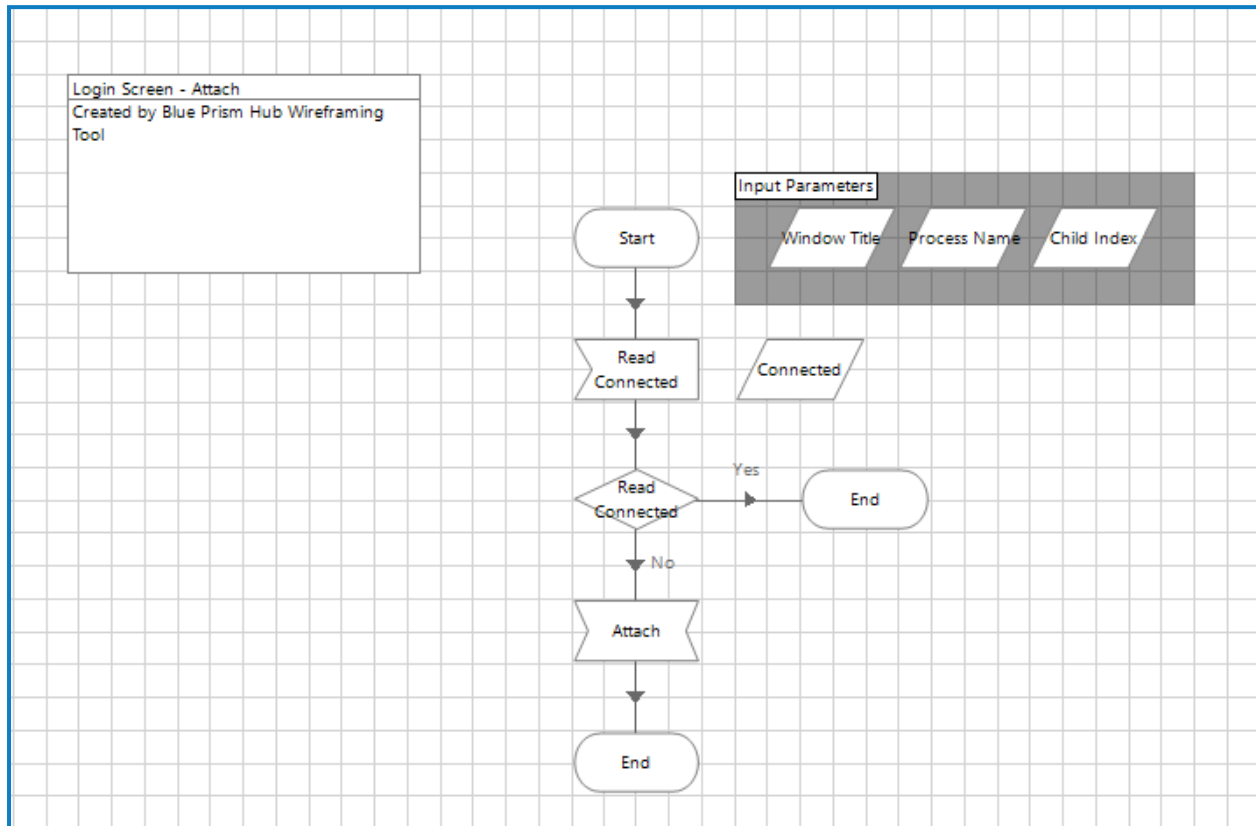 Login Screen - Attach
Created by Blue Prism Hub Wireframing
Tool
Input Parameters
Start
Window Title
Process Name
Child Index
Read
Connected
Connected
Read
Connected
Yes
End
No
Attach
End